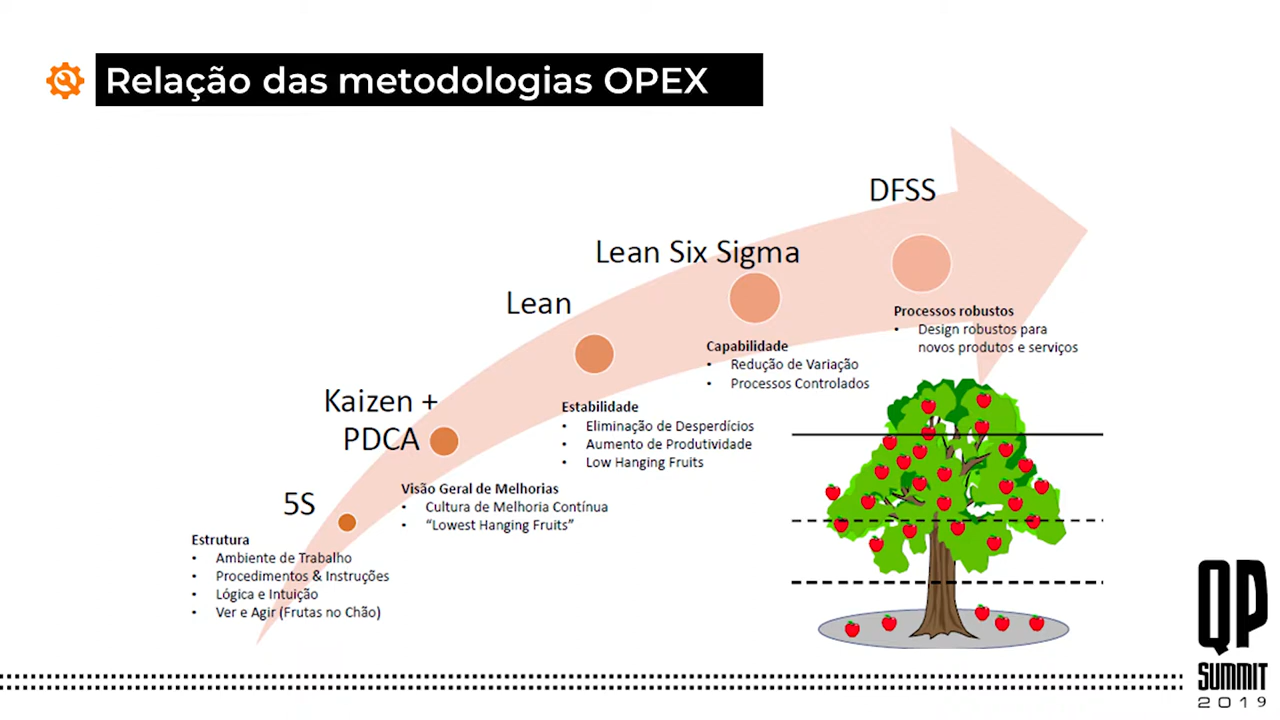 Relação das metodologias OPEX
DFSS
Processos robustos
• Design robustos para
novos produtos e serviços
Lean Six Sigma
Capabilidade
• Redução de Variação
• Processos Controlados
Lean
Estabilidade
• Eliminação de Desperdícios
• Aumento de Produtividade
• Low Hanging Fruits
Kaizen +
PDCA
Visão Geral de Melhorias
• Cultura de Melhoria Contínua
• “Lowest Hanging Fruits”
5S
Estrutura
• Ambiente de Trabalho
• Procedimentos & Instruções
• Lógica e Intuição
• Ver e Agir (Frutas no Chão)
QP
SUMMIT
2019